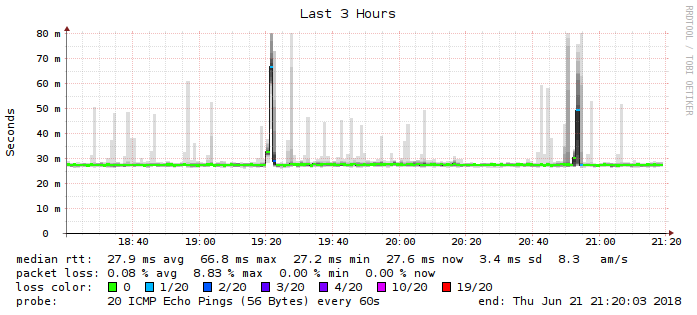 Last 3 Hours
RRDTOOL / TOBI OETIKER
Seconds
80 m
70 m
60 m
50 m
40 m
30 m
20 m
10 m
0
18:40 19:00 19:20 19:40 20:00 20:20 20:40 21:00 21:20
median rtt: 27.9 ms avg 66.8 ms max 27.2 ms min 27.6 ms now 3.4 ms sd 8.3 am/s
packet loss: 0.08 % avg 8.83 % max 0.00 % min 0.00 % now
loss color: 0 1/20 2/20 3/20 4/20 10/20 19/20
probe: 20 ICMP Echo Pings (56 Bytes) every 60s end: Thu Jun 21 21:20:03 2018